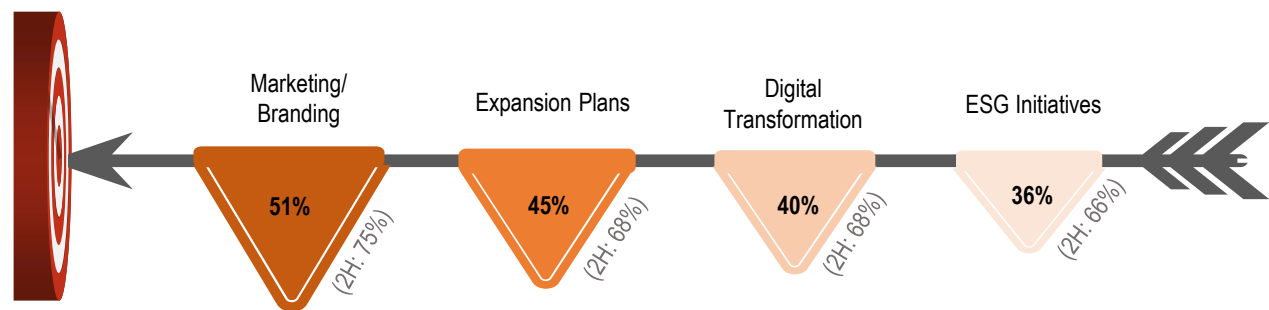 Marketing/
Branding
51%
(2H: 75%)
Expansion Plans
45%
(2H: 68%)
Digital
Transformation
40%
(2H: 68%)
ESG Initiatives
36%
(2H: 66%)